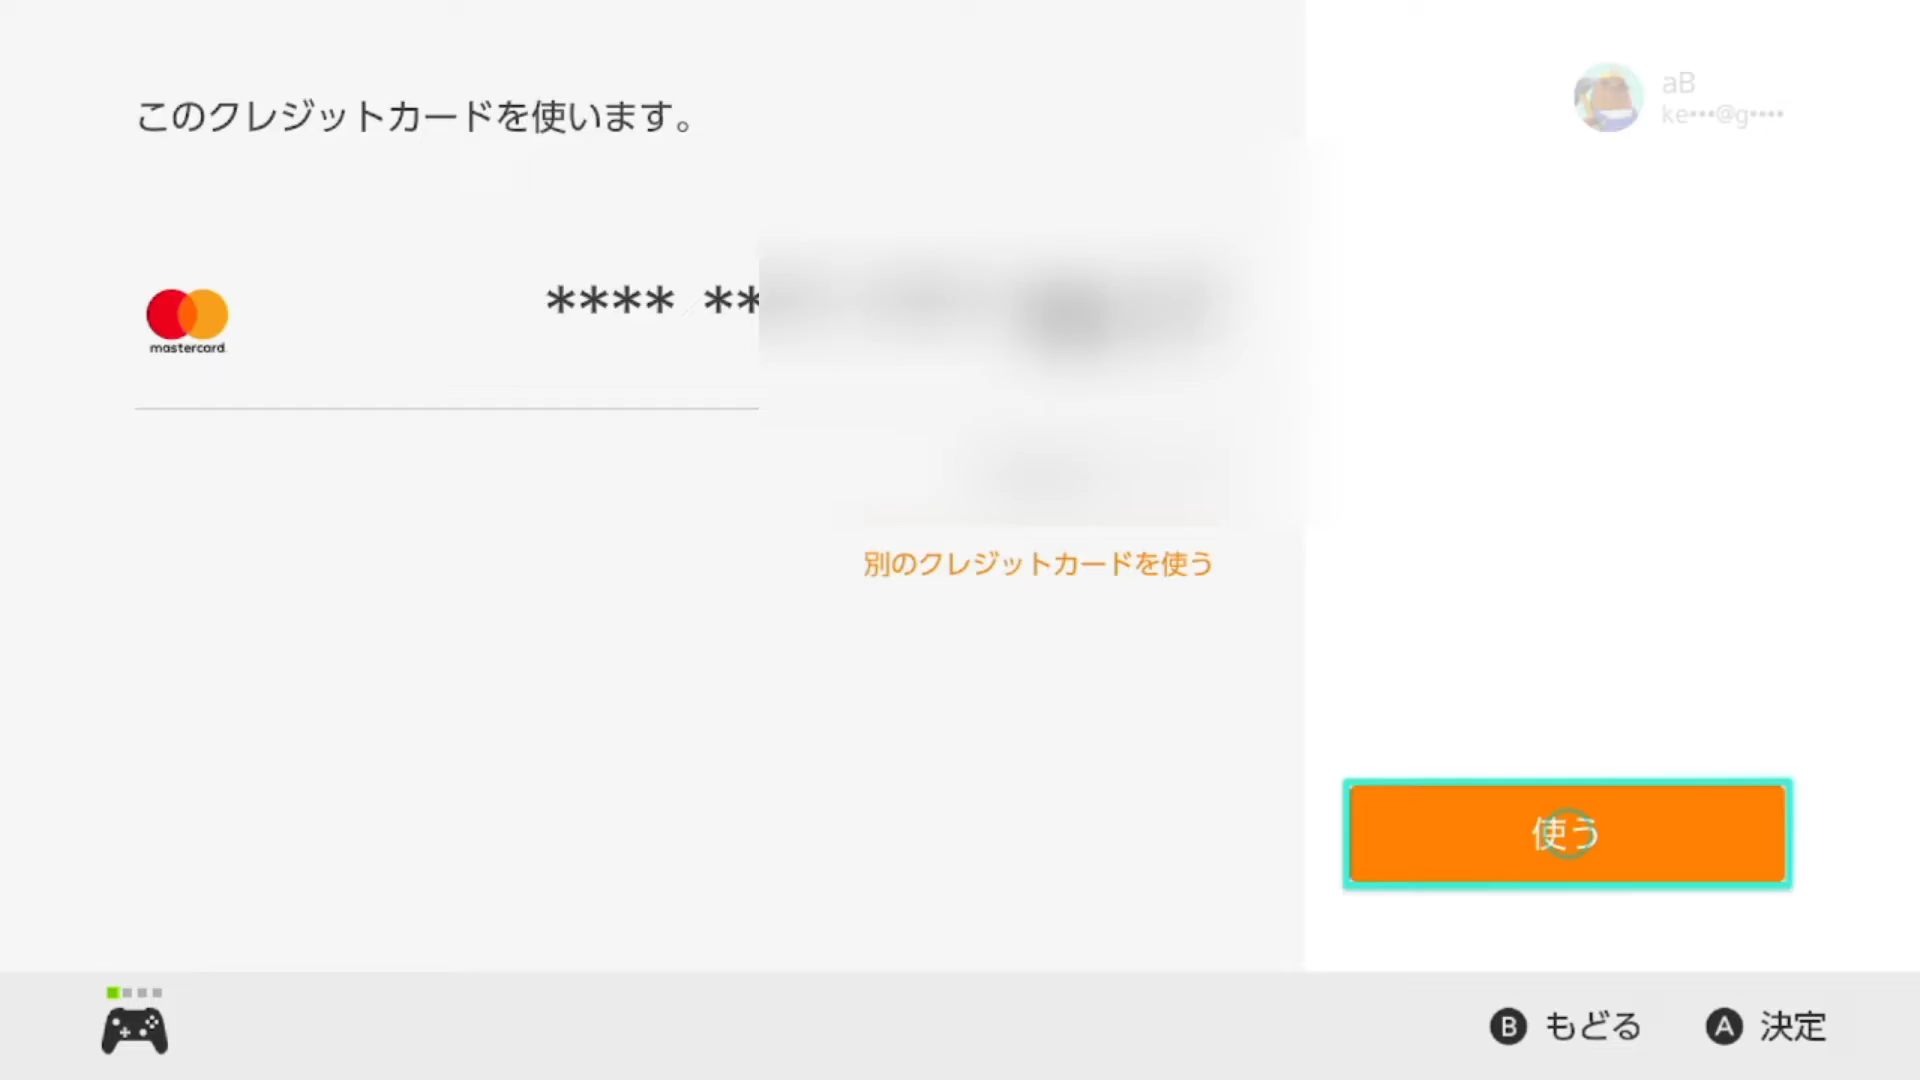 このクレジットカードを使います。
aB
ke•••@g••••
mastercard.
**** **
別のクレジットカードを使う
使う
B もどる
A 決定